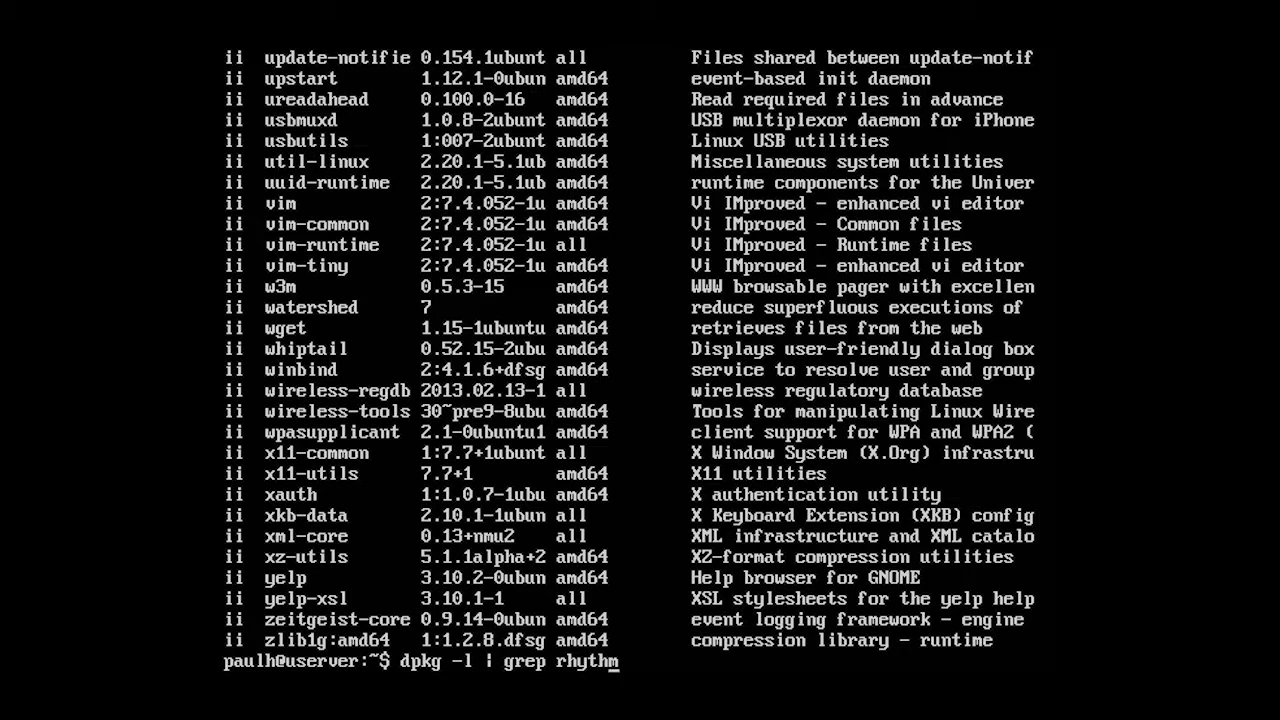 ii  update-notifie 0.154.1ubunt all          Files shared between update-notif
ii  upstart        1.12.1-0ubun amd64        event-based init daemon
ii  ureadahead     0.100.0-16   amd64        Read required files in advance
ii  usbmuxd        1.0.8-2ubunt amd64        USB multiplexor daemon for iPhone
ii  usbutils       1:007-2ubunt amd64        Linux USB utilities
ii  util-linux     2.20.1-5.1ub amd64        Miscellaneous system utilities
ii  uuid-runtime   2.20.1-5.1ub amd64        runtime components for the Univer
ii  vim            2:7.4.052-1u amd64        Vi IMproved - enhanced vi editor
ii  vim-common     2:7.4.052-1u amd64        Vi IMproved - Common files
ii  vim-runtime    2:7.4.052-1u all          Vi IMproved - Runtime files
ii  vim-tiny       2:7.4.052-1u amd64        Vi IMproved - enhanced vi editor
ii  w3m            0.5.3-15     amd64        WWW browsable pager with excellen
ii  watershed      7            amd64        reduce superfluous executions of
ii  wget           1.15-1ubuntu amd64        retrieves files from the web
ii  whiptail       0.52.15-2ubu amd64        Displays user-friendly dialog box
ii  winbind        2:4.1.6+dfsg amd64        service to resolve user and group
ii  wireless-regdb 2013.02.13-1 all          wireless regulatory database
ii  wireless-tools 30~pre9-8ubu amd64        Tools for manipulating Linux Wire
ii  wpasupplicant  2.1-0ubuntu1 amd64        client support for WPA and WPA2 (
ii  x11-common     1:7.7+1ubunt all          X Window System (X.Org) infrastru
ii  x11-utils      7.7+1        amd64        X11 utilities
ii  xauth          1:1.0.7-1ubu amd64        X authentication utility
ii  xkb-data       2.10.1-1ubun all          X Keyboard Extension (XKB) config
ii  xml-core       0.13+nmu2    all          XML infrastructure and XML catalo
ii  xz-utils       5.1.1alpha+2 amd64        XZ-format compression utilities
ii  yelp           3.10.2-0ubun amd64        Help browser for GNOME
ii  yelp-xsl       3.10.1-1     all          XSL stylesheets for the yelp help
ii  zeitgeist-core 0.9.14-0ubun amd64        event logging framework - engine
ii  zlib1g:amd64   1:1.2.8.dfsg amd64        compression library - runtime
paulh@userver:~$ dpkg -l | grep rhythm